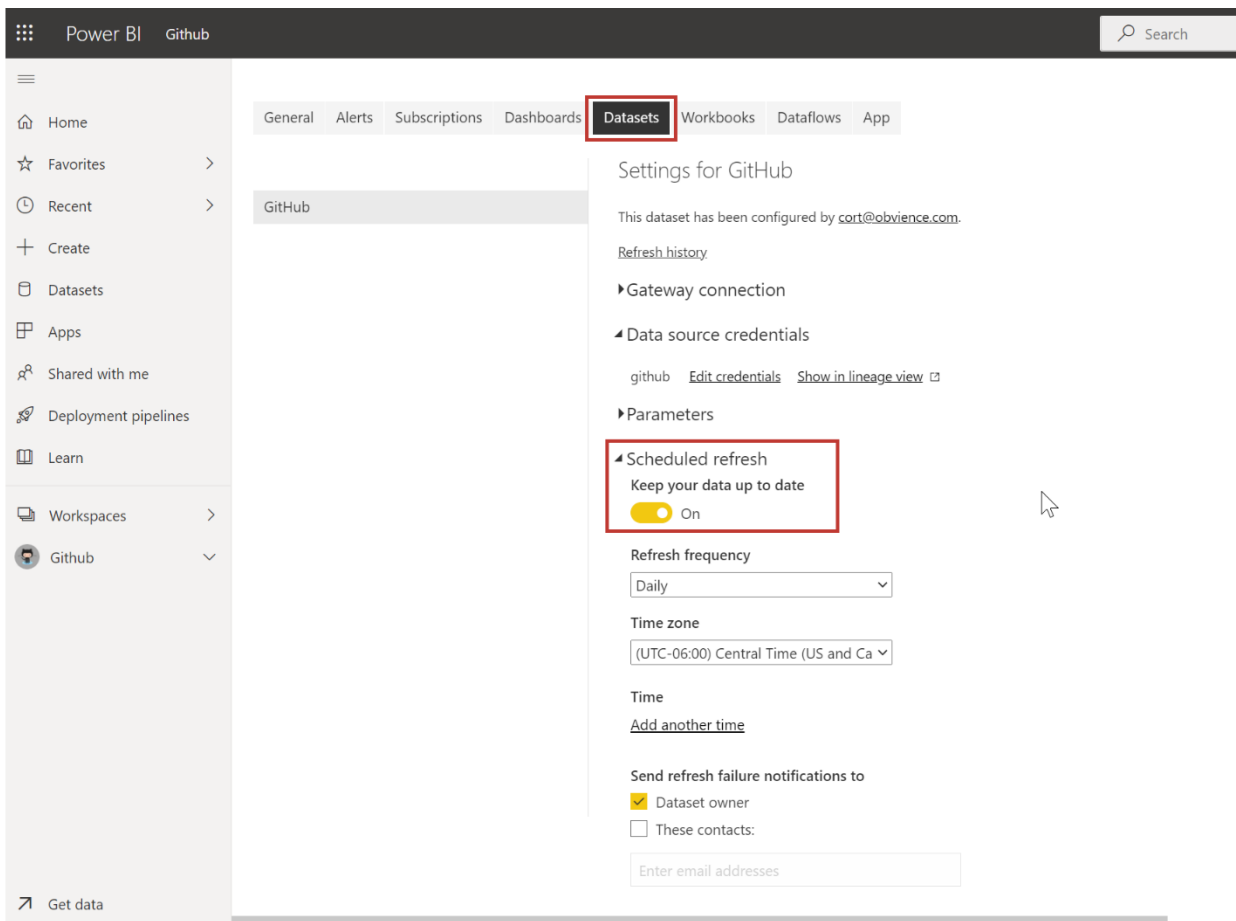 Power BI Github
Search
Home
Favorites
Recent
Create
Datasets
Apps
Shared with me
Deployment pipelines
Learn
Workspaces
Github
Get data
General Alerts Subscriptions Dashboards Datasets Workbooks Dataflows App
GitHub
Settings for GitHub
This dataset has been configured by cort@obvience.com.
Refresh history
Gateway connection
Data source credentials
github Edit credentials Show in lineage view
Parameters
Scheduled refresh
Keep your data up to date
On
Refresh frequency
Daily
Time zone
(UTC-06:00) Central Time (US and Ca
Time
Add another time
Send refresh failure notifications to
Dataset owner
These contacts:
Enter email addresses